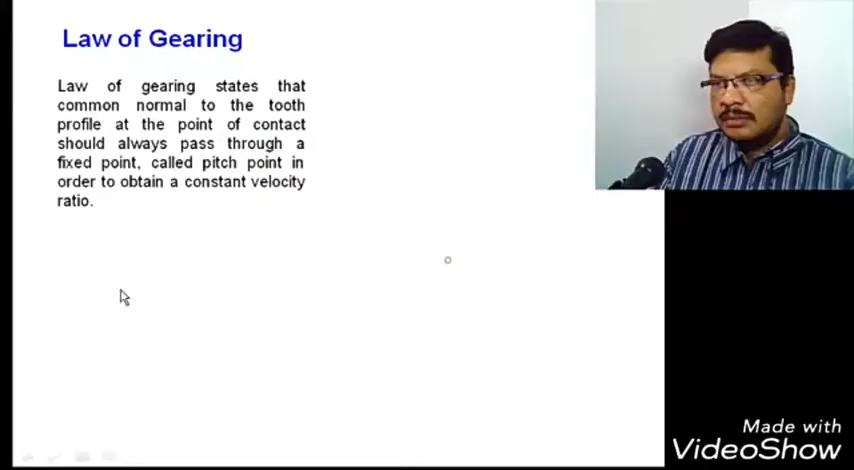 Law of Gearing
Law of gearing states that
common normal to the tooth
profile at the point of contact
should always pass through a
fixed point, called pitch point in
order to obtain a constant velocity
ratio.
Made with
VideoShow